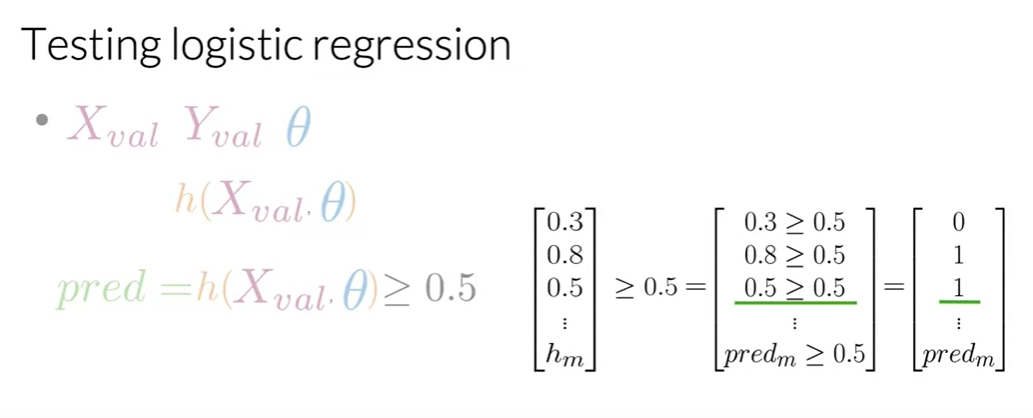 Testing logistic regression
• X_val Y_val θ
h(X_val, θ)
pred = h(X_val, θ) ≥ 0.5
[0.3 0.8 0.5 ⋮ h_m] ≥ 0.5 = [0.3 ≥ 0.5 0.8 ≥ 0.5 0.5 ≥ 0.5 ⋮ pred_m ≥ 0.5] = [0 1 1 ⋮ pred_m]